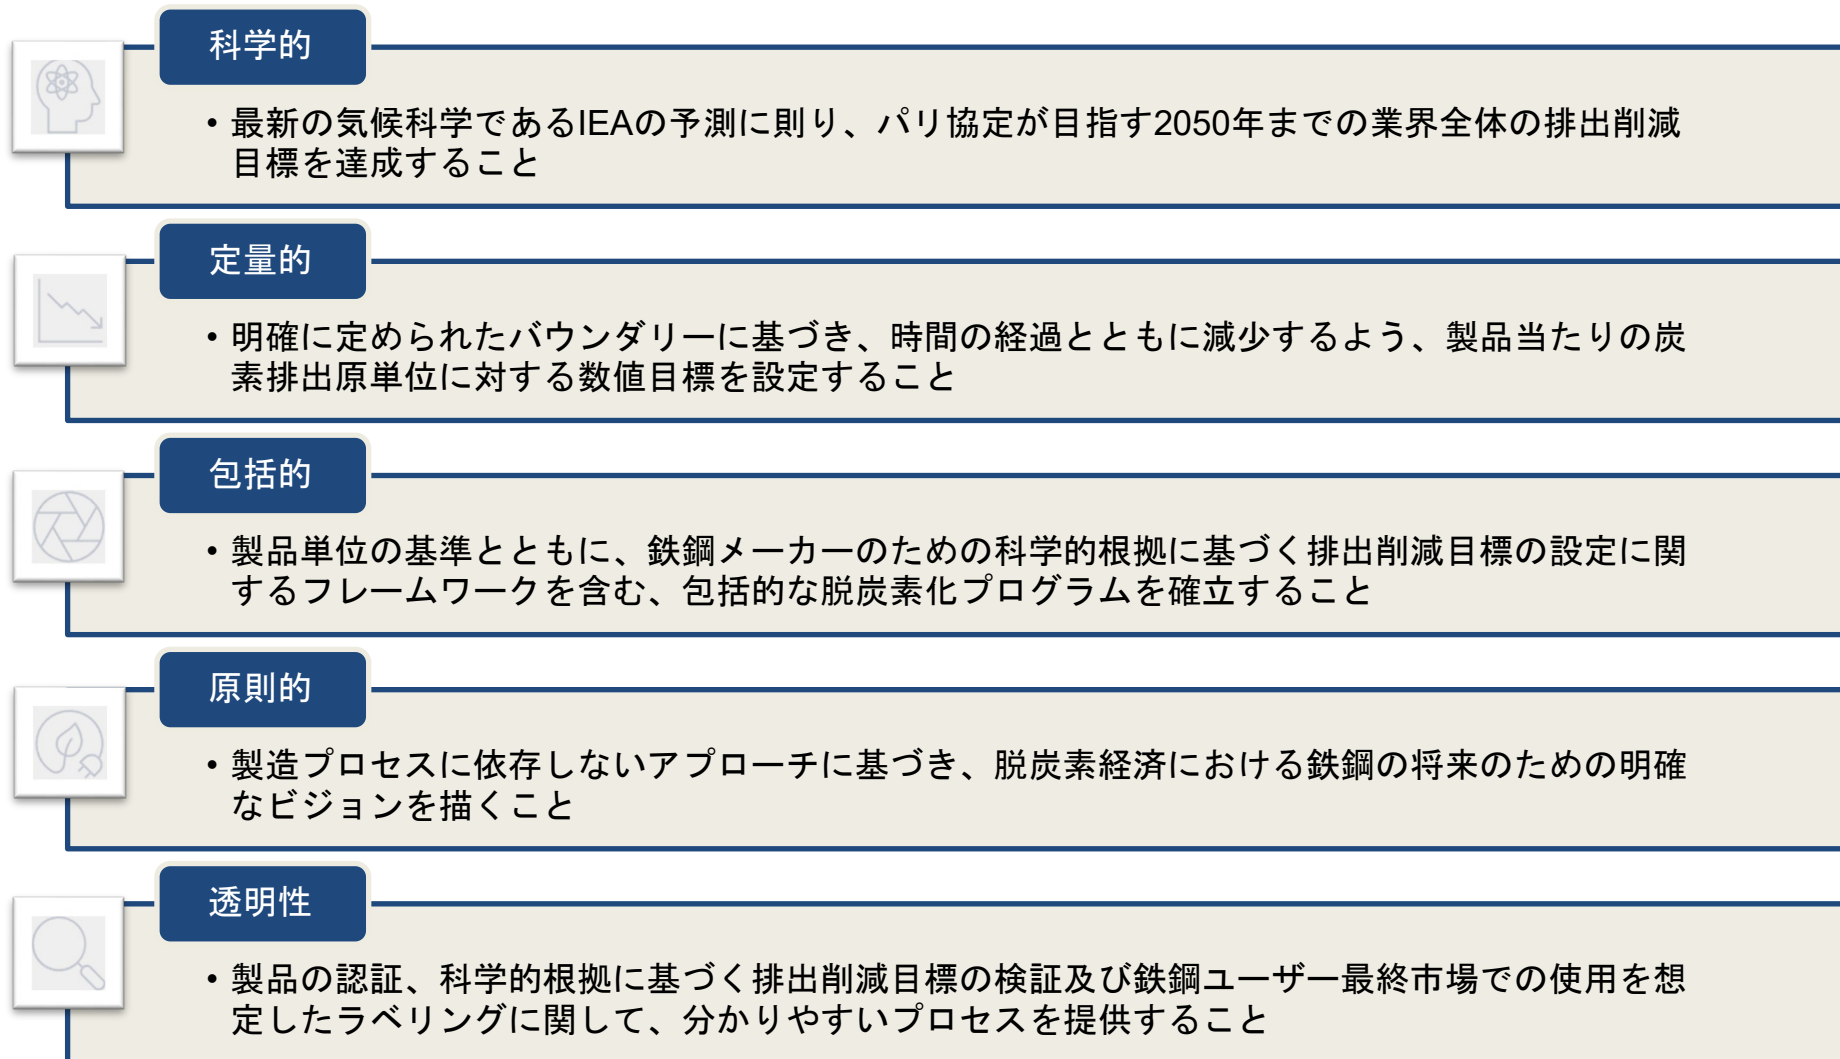 科学的
• 最新の気候科学であるIEAの予測に則り、パリ協定が目指す2050年までの業界全体の排出削減
目標を達成すること
定量的
• 明確に定められたバウンダリーに基づき、時間の経過とともに減少するよう、製品当たりの炭
素排出原単位に対する数値目標を設定すること
包括的
• 製品単位の基準とともに、鉄鋼メーカーのための科学的根拠に基づく排出削減目標の設定に関
するフレームワークを含む、包括的な脱炭素化プログラムを確立すること
原則的
• 製造プロセスに依存しないアプローチに基づき、脱炭素経済における鉄鋼の将来のための明確
なビジョンを描くこと
透明性
• 製品の認証、科学的根拠に基づく排出削減目標の検証及び鉄鋼ユーザー最終市場での使用を想
定したラベリングに関して、分かりやすいプロセスを提供すること